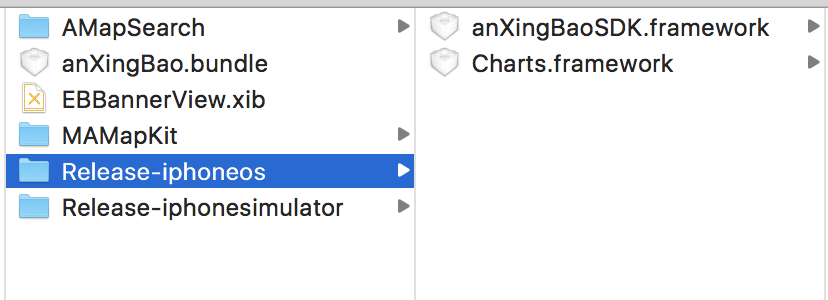 AMapSearch
anXingBao.bundle
EBBannerView.xib
MAMapKit
Release-iphoneos
Release-iphonesimulator
anXingBaoSDK.framework
Charts.framework